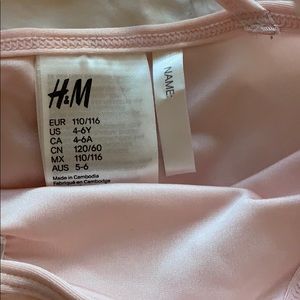 H&M
EUR 110/116
US 4-6Y
CA 4-6A
CN 120/60
MX 110/116
AUS 5-6
Made in Cambodia
Fabriqué en Cambodge
NAME: